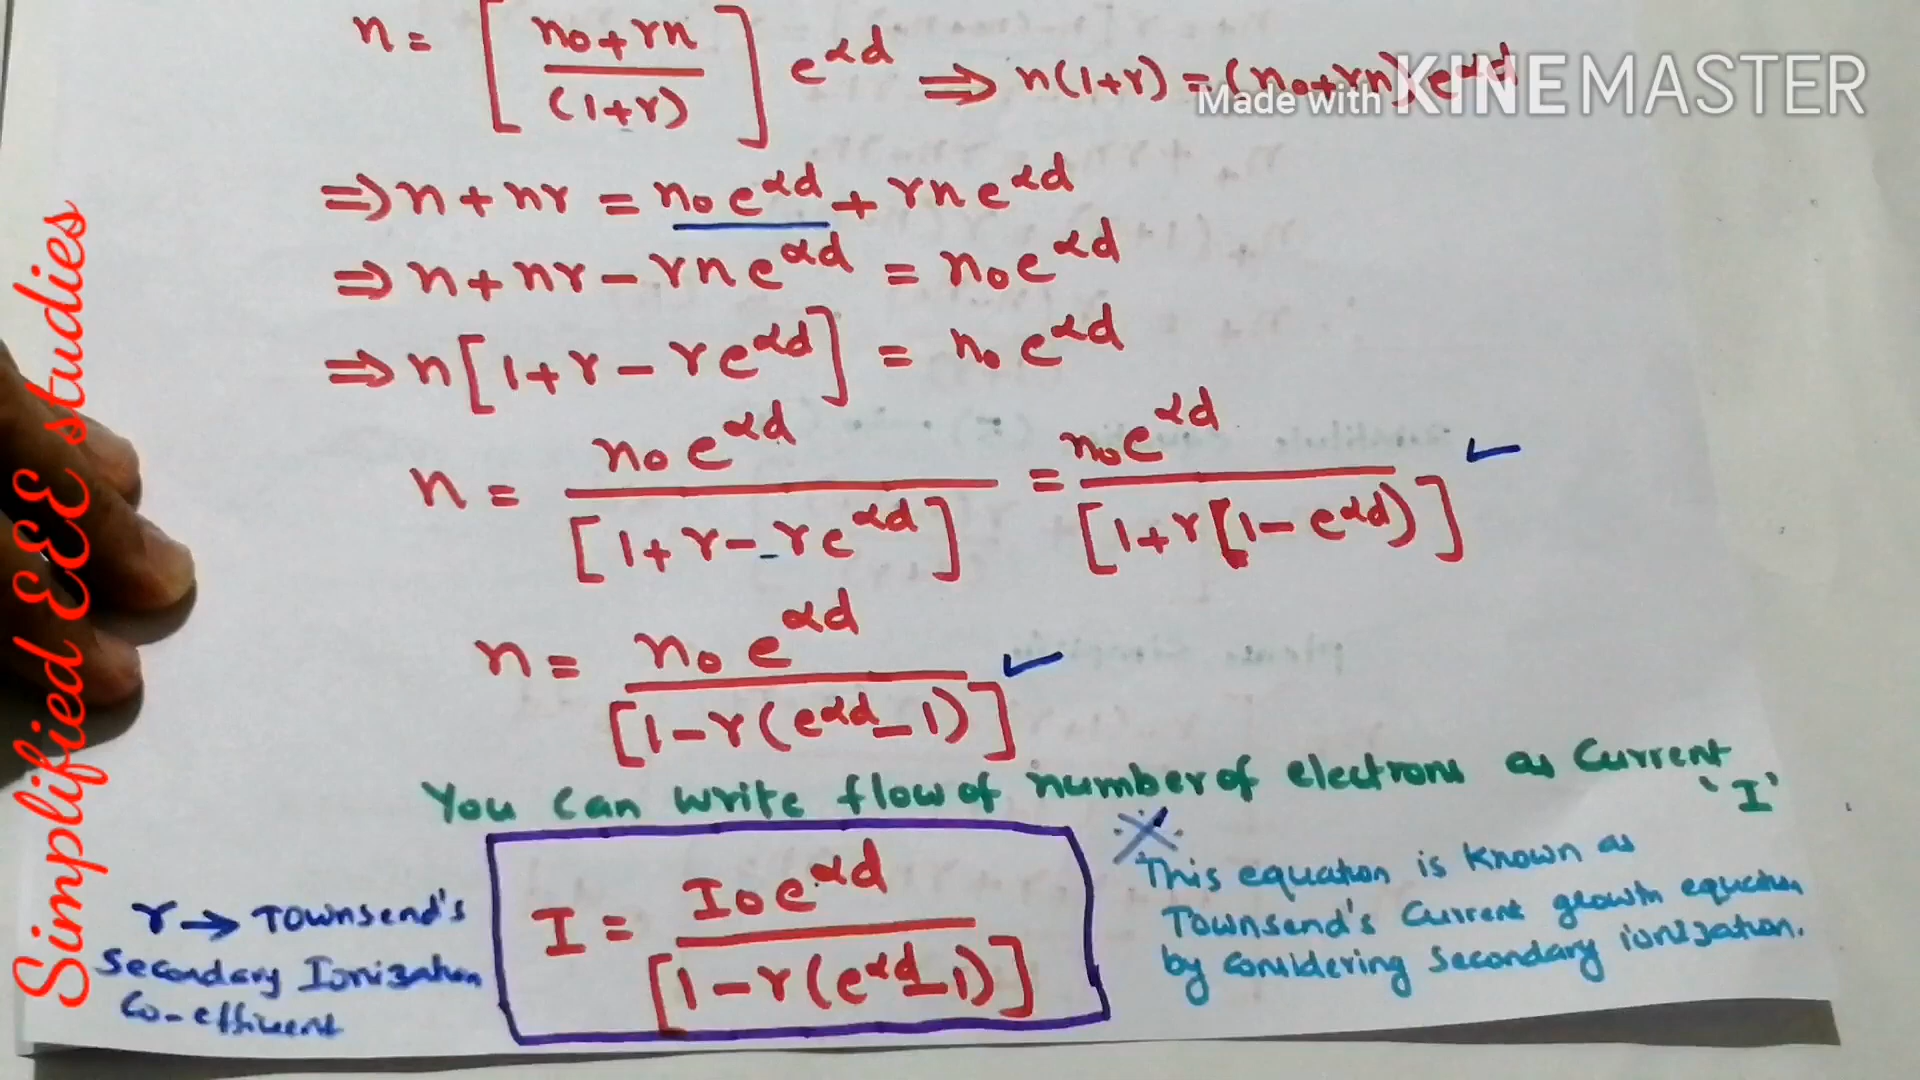 n = [ n₀+γn / (1+γ) ] e^αd ⇒ n(1+γ) = (n₀+γn) e^αd
Made with KINEMASTER
⇒ n + nγ = n₀e^αd + γne^αd
⇒ n + nγ – γne^αd = n₀e^αd
⇒ n[1+γ – γe^αd] = n₀e^αd
n = n₀e^αd / [1+γ–γe^αd] = n₀e^αd / [1+γ[1–e^αd)]
n = n₀e^αd / [1–γ(e^αd–1)]
You can write flow of number of electrons as Current 'I'
I = I₀e^αd / [1–γ(e^αd–1)]
γ → Townsend's
Secondary Ionization
Co-efficient
This equation is known as
Townsend's Current growth equation
by considering secondary ionization.
Simplified EEE studies